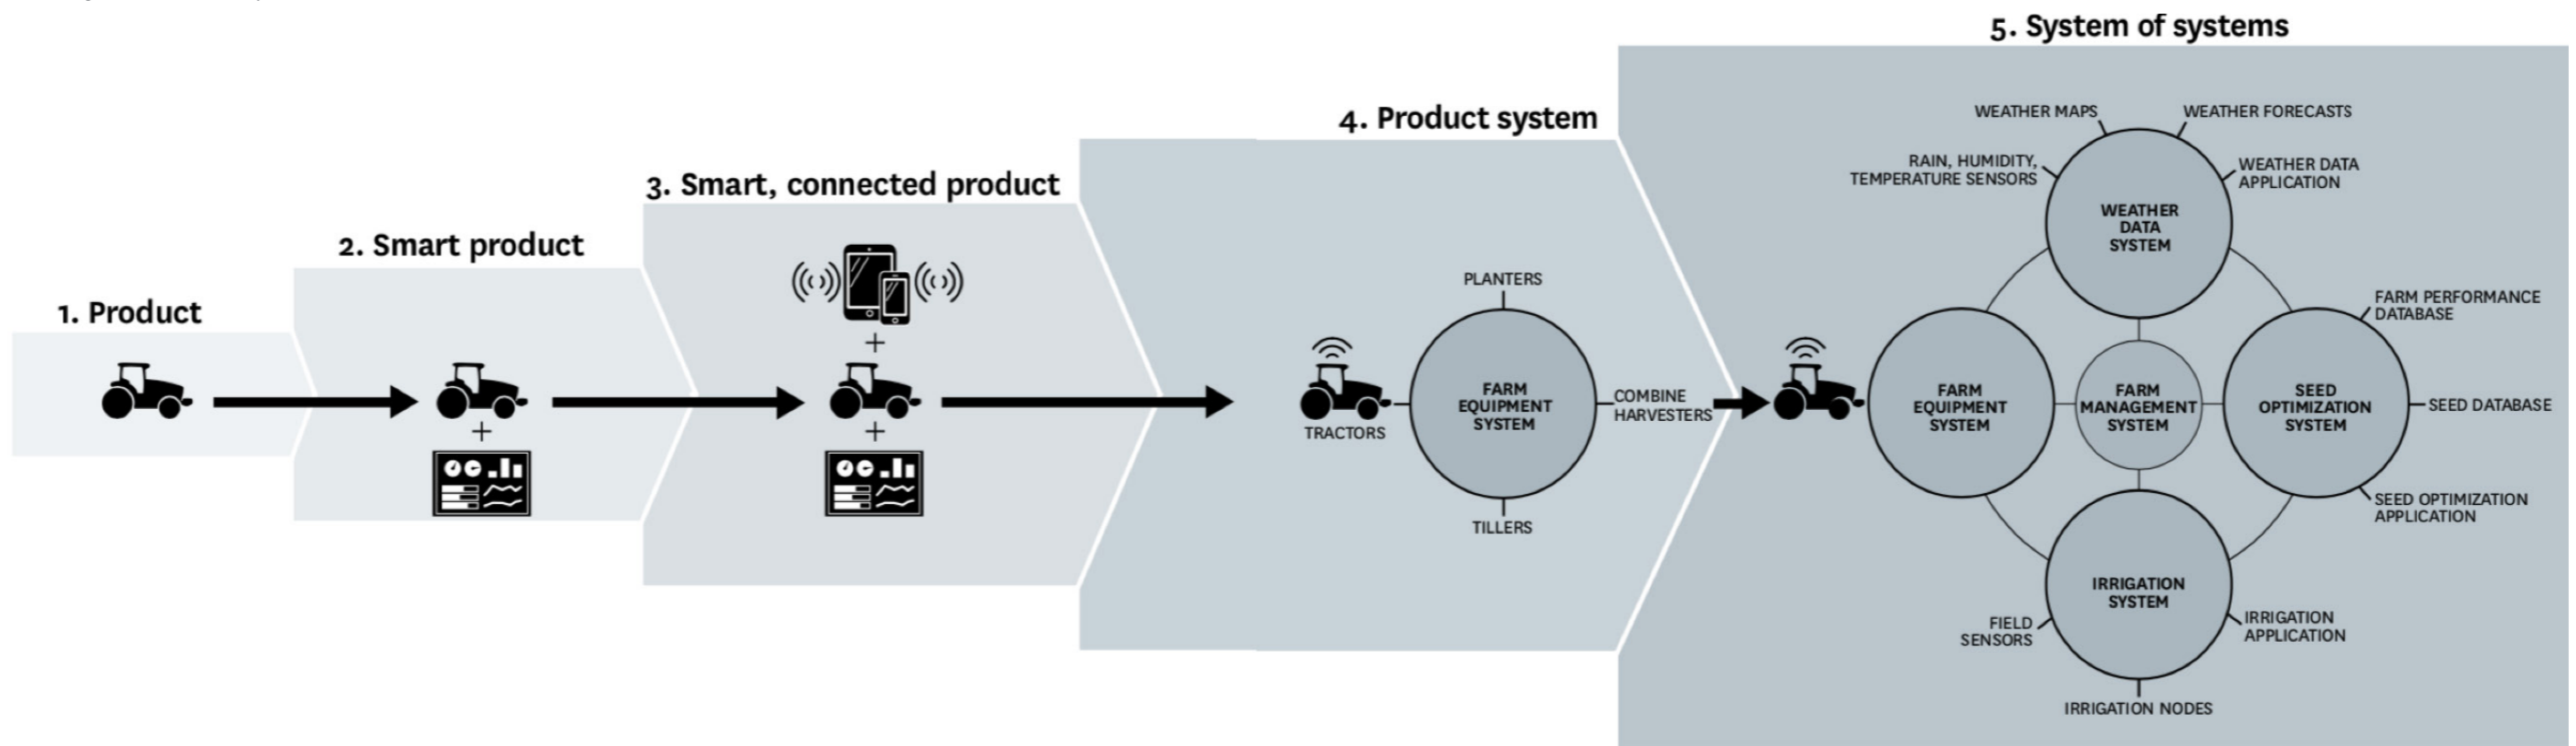 1. Product
2. Smart product
3. Smart, connected product
4. Product system
PLANTERS
TRACTORS
FARM
EQUIPMENT
SYSTEM
COMBINE
HARVESTERS
TILLERS
5. System of systems
WEATHER MAPS
WEATHER FORECASTS
RAIN, HUMIDITY,
TEMPERATURE SENSORS
WEATHER DATA
APPLICATION
WEATHER
DATA
SYSTEM
FARM PERFORMANCE
DATABASE
FARM
EQUIPMENT
SYSTEM
FARM
MANAGEMENT
SYSTEM
SEED
OPTIMIZATION
SYSTEM
SEED DATABASE
SEED OPTIMIZATION
APPLICATION
IRRIGATION
SYSTEM
FIELD
SENSORS
IRRIGATION
APPLICATION
IRRIGATION NODES